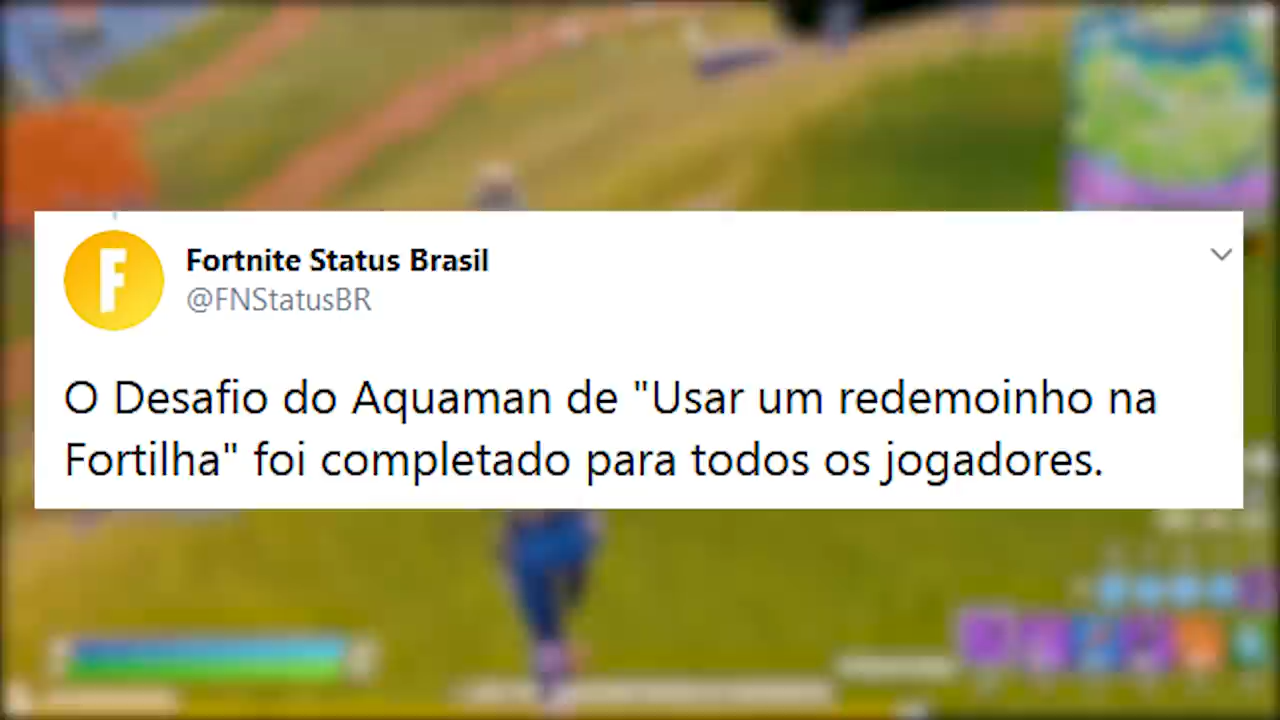 Fortnite Status Brasil
@FNStatusBR
O Desafio do Aquaman de "Usar um redemoinho na
Fortilha" foi completado para todos os jogadores.